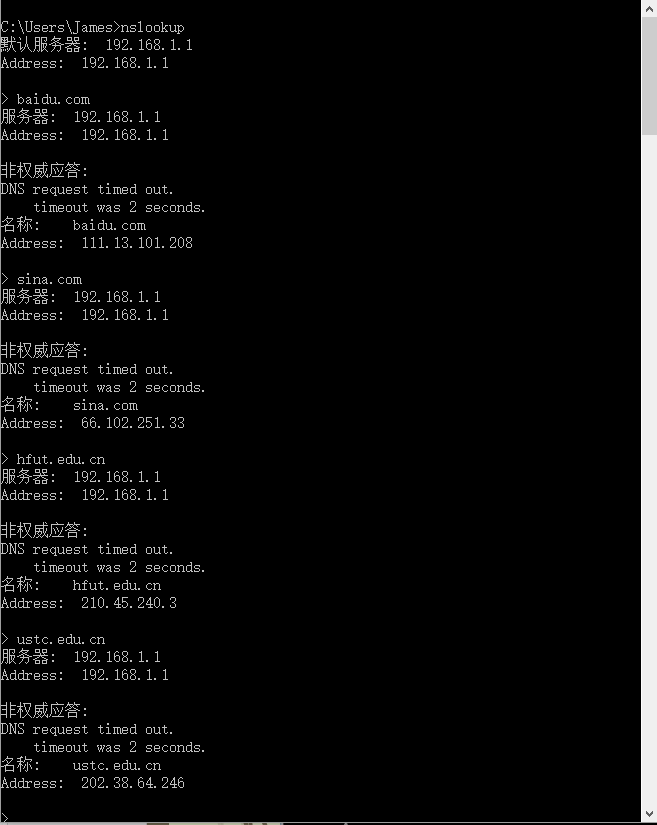 C:\Users\James>nslookup
默认服务器:  192.168.1.1
Address:  192.168.1.1
> baidu.com
服务器:  192.168.1.1
Address:  192.168.1.1
非权威应答:
DNS request timed out.
    timeout was 2 seconds.
名称:    baidu.com
Address:  111.13.101.208
> sina.com
服务器:  192.168.1.1
Address:  192.168.1.1
非权威应答:
DNS request timed out.
    timeout was 2 seconds.
名称:    sina.com
Address:  66.102.251.33
> hfut.edu.cn
服务器:  192.168.1.1
Address:  192.168.1.1
非权威应答:
DNS request timed out.
    timeout was 2 seconds.
名称:    hfut.edu.cn
Address:  210.45.240.3
> ustc.edu.cn
服务器:  192.168.1.1
Address:  192.168.1.1
非权威应答:
DNS request timed out.
    timeout was 2 seconds.
名称:    ustc.edu.cn
Address:  202.38.64.246
>